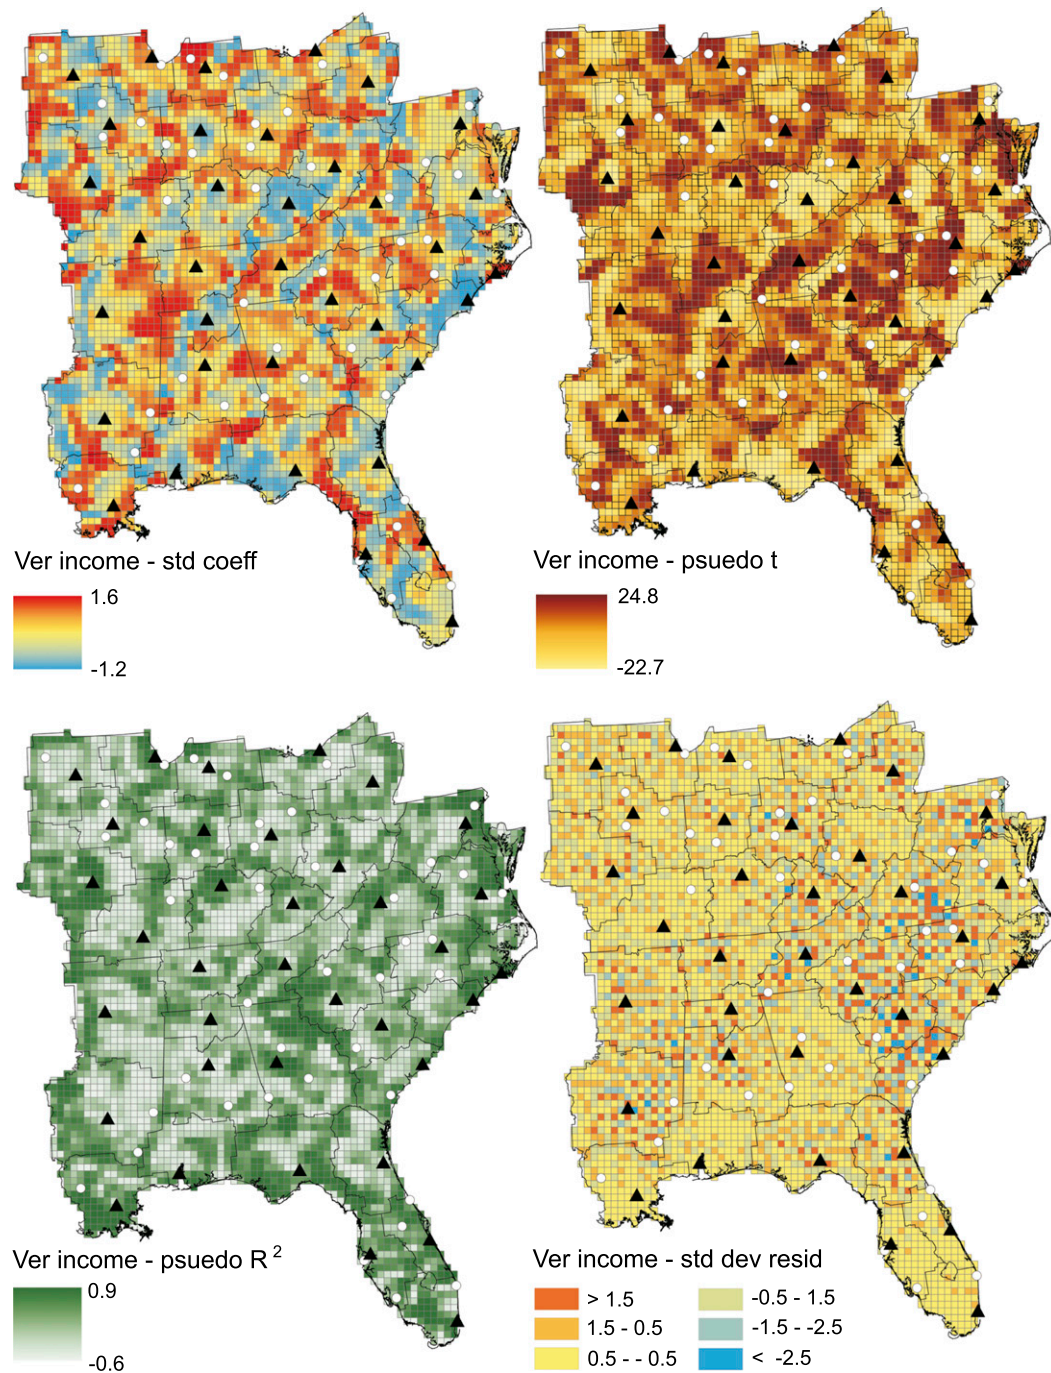 Ver income - std coeff
1.6
-1.2
Ver income - psuedo t
24.8
-22.7
Ver income - psuedo R 2
0.9
-0.6
Ver income - std dev resid
> 1.5
1.5 - 0.5
0.5 - - 0.5
-0.5 - 1.5
-1.5 - -2.5
< -2.5